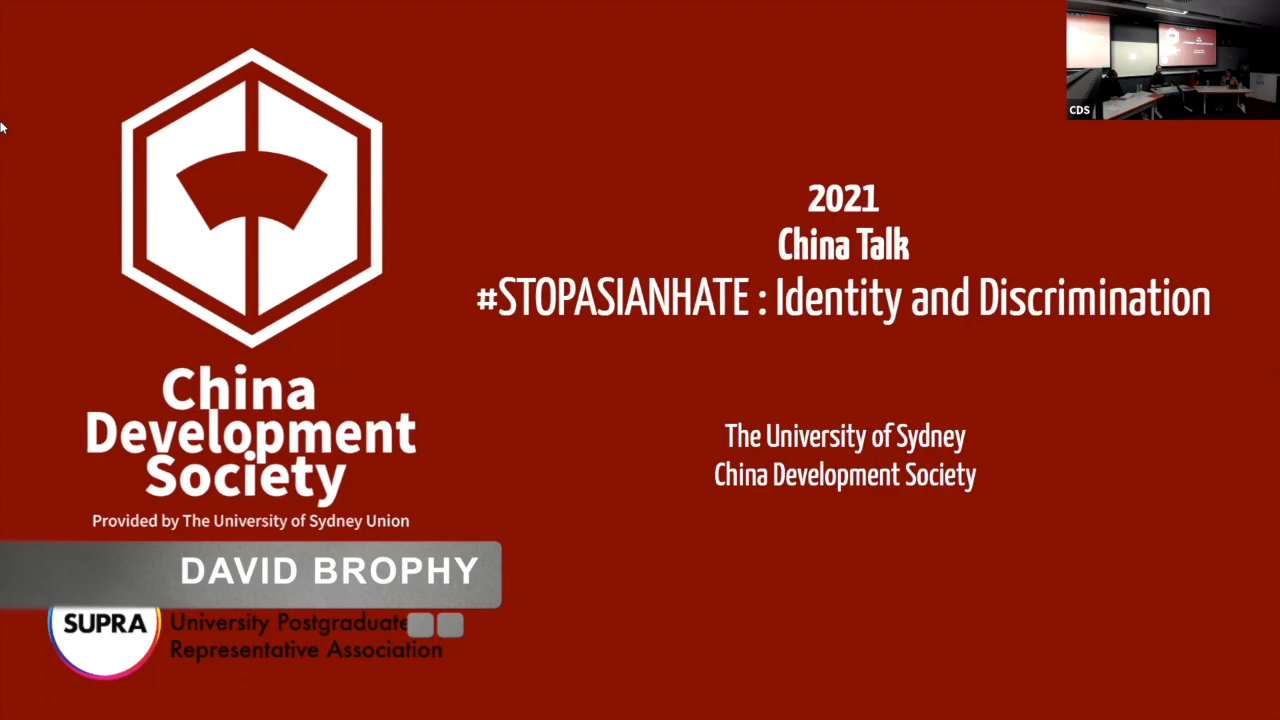 CDS
2021
China Talk
#STOPASIANHATE : Identity and Discrimination
The University of Sydney
China Development Society
China
Development
Society
Provided by The University of Sydney Union
DAVID BROPHY
SUPRA
University Postgraduate
Representative Association